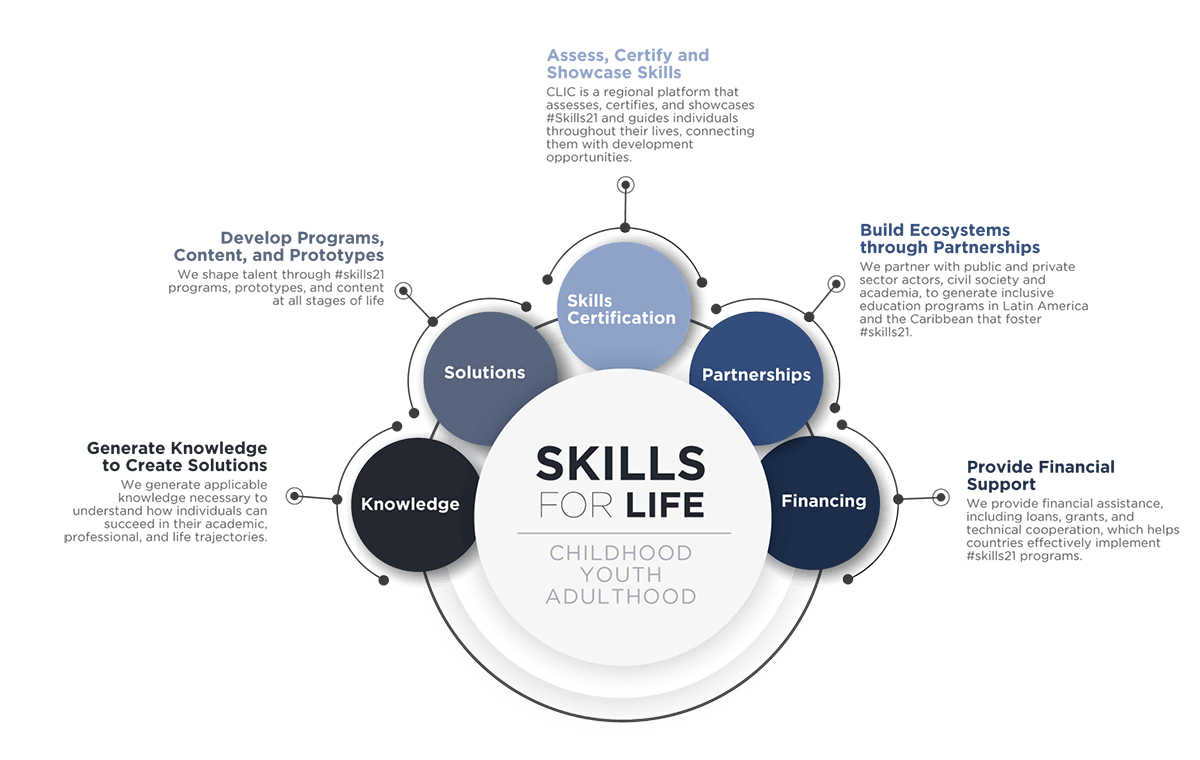 Assess, Certify and
Showcase Skills
CLIC is a regional platform that
assesses, certifies, and showcases
#Skills21 and guides individuals
throughout their lives, connecting
them with development
opportunities.
Develop Programs,
Content, and Prototypes
We shape talent through #skills21
programs, prototypes, and content
at all stages of life
Build Ecosystems
through Partnerships
We partner with public and private
sector actors, civil society and
academia, to generate inclusive
education programs in Latin America
and the Caribbean that foster
#skills21.
Skills
Certification
Solutions
Partnerships
Generate Knowledge
to Create Solutions
We generate applicable
knowledge necessary to
understand how individuals can
succeed in their academic,
professional, and life trajectories.
Knowledge
SKILLS
FOR LIFE
CHILDHOOD
YOUTH
ADULTHOOD
Financing
Provide Financial
Support
We provide financial assistance,
including loans, grants, and
technical cooperation, which helps
countries effectively implement
#skills21 programs.